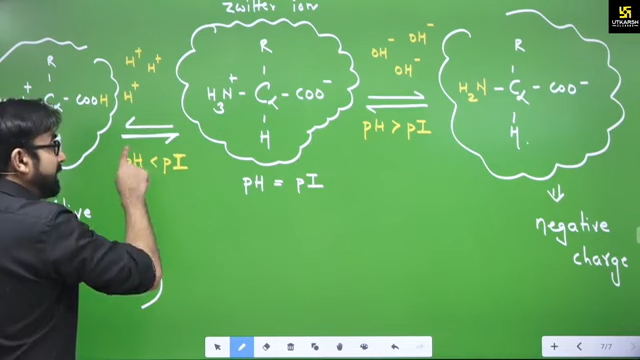 zwitter ion
R
+
Cα - COOH
H⁺ H⁺
H⁺
pH < pI
R
H₃N⁺ - Cα - COO⁻
H
pH = pI
OH⁻ OH⁻
OH⁻
pH > pI
R
H₂N - Cα - COO⁻
H
negative
charge
UTKARSH
7/7